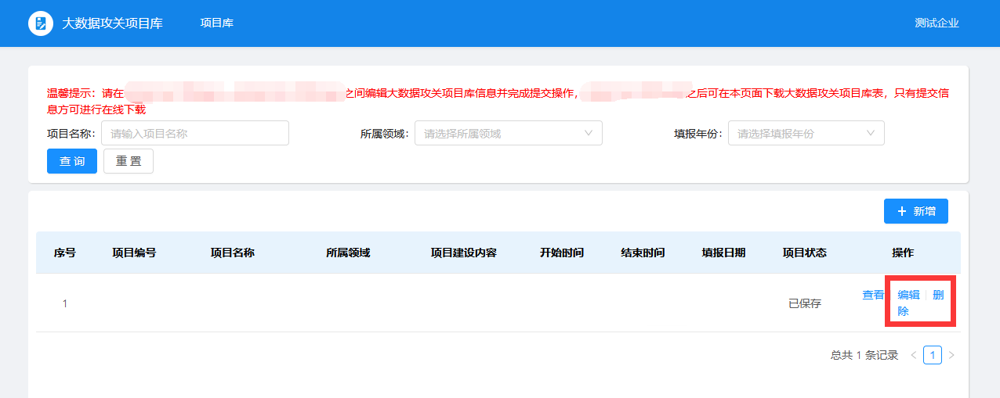 大数据攻关项目库 项目库 测试企业
温馨提示：请在 之间编辑大数据攻关项目库信息并完成提交操作， 之后可在本页面下载大数据攻关项目库表，只有提交信
息方可进行在线下载
项目名称： 请输入项目名称 所属领域： 请选择所属领域 填报年份： 请选择填报年份
查 询 重 置
+ 新增
序号 项目编号 项目名称 所属领域 项目建设内容 开始时间 结束时间 填报日期 项目状态 操作
查看 编辑 删
1 已保存
除
总共 1 条记录 < 1 >